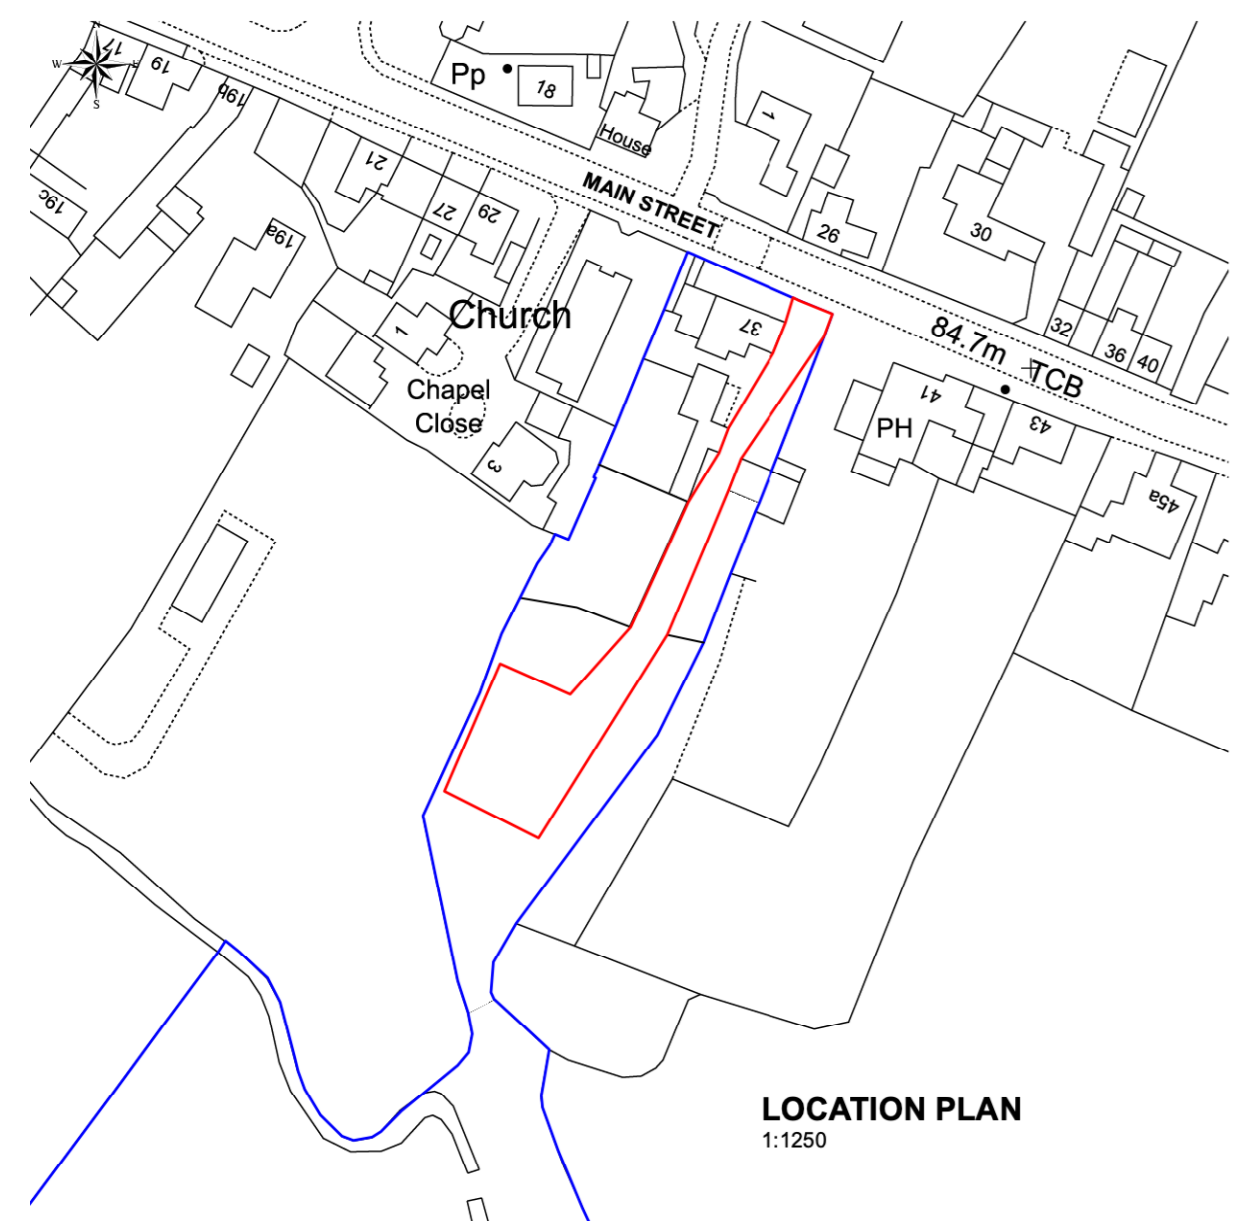 N
W
E
S
17
19
19b
Pp
18
House
1
21
MAIN STREET
19c
27
29
26
30
19a
Church
1
37
84.7m
TCB
32
36
40
Chapel
Close
41
PH
43
3
45a
LOCATION PLAN
1:1250